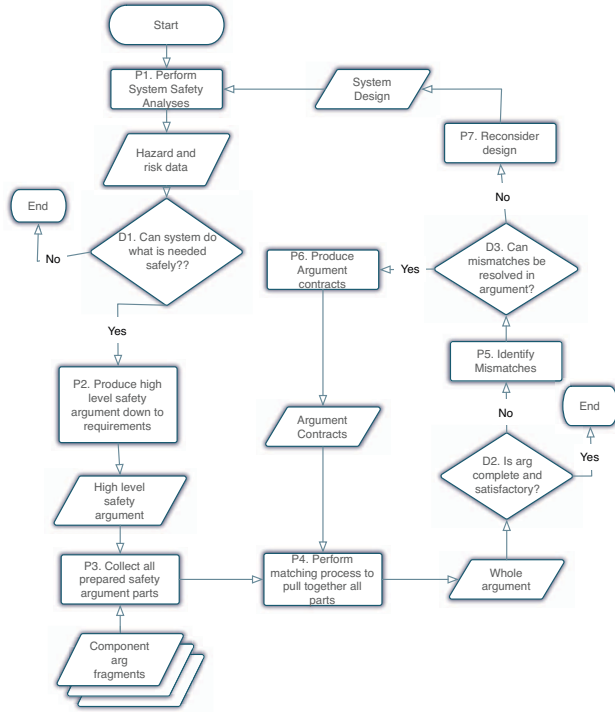 Start
P1. Perform
System Safety
Analyses
System
Design
Hazard and
risk data
P7. Reconsider
design
End
No
D1. Can system do
what is needed
safely??
No
P6. Produce
Argument
contracts
Yes
D3. Can
mismatches be
resolved in
argument?
Yes
P5. Identify
Mismatches
P2. Produce high
level safety
argument down to
requirements
End
Argument
Contracts
No
Yes
D2. Is arg
complete and
satisfactory?
High level
safety
argument
P3. Collect all
prepared safety
argument parts
P4. Perform
matching process to
pull together all
parts
Whole
argument
Component
arg
fragments